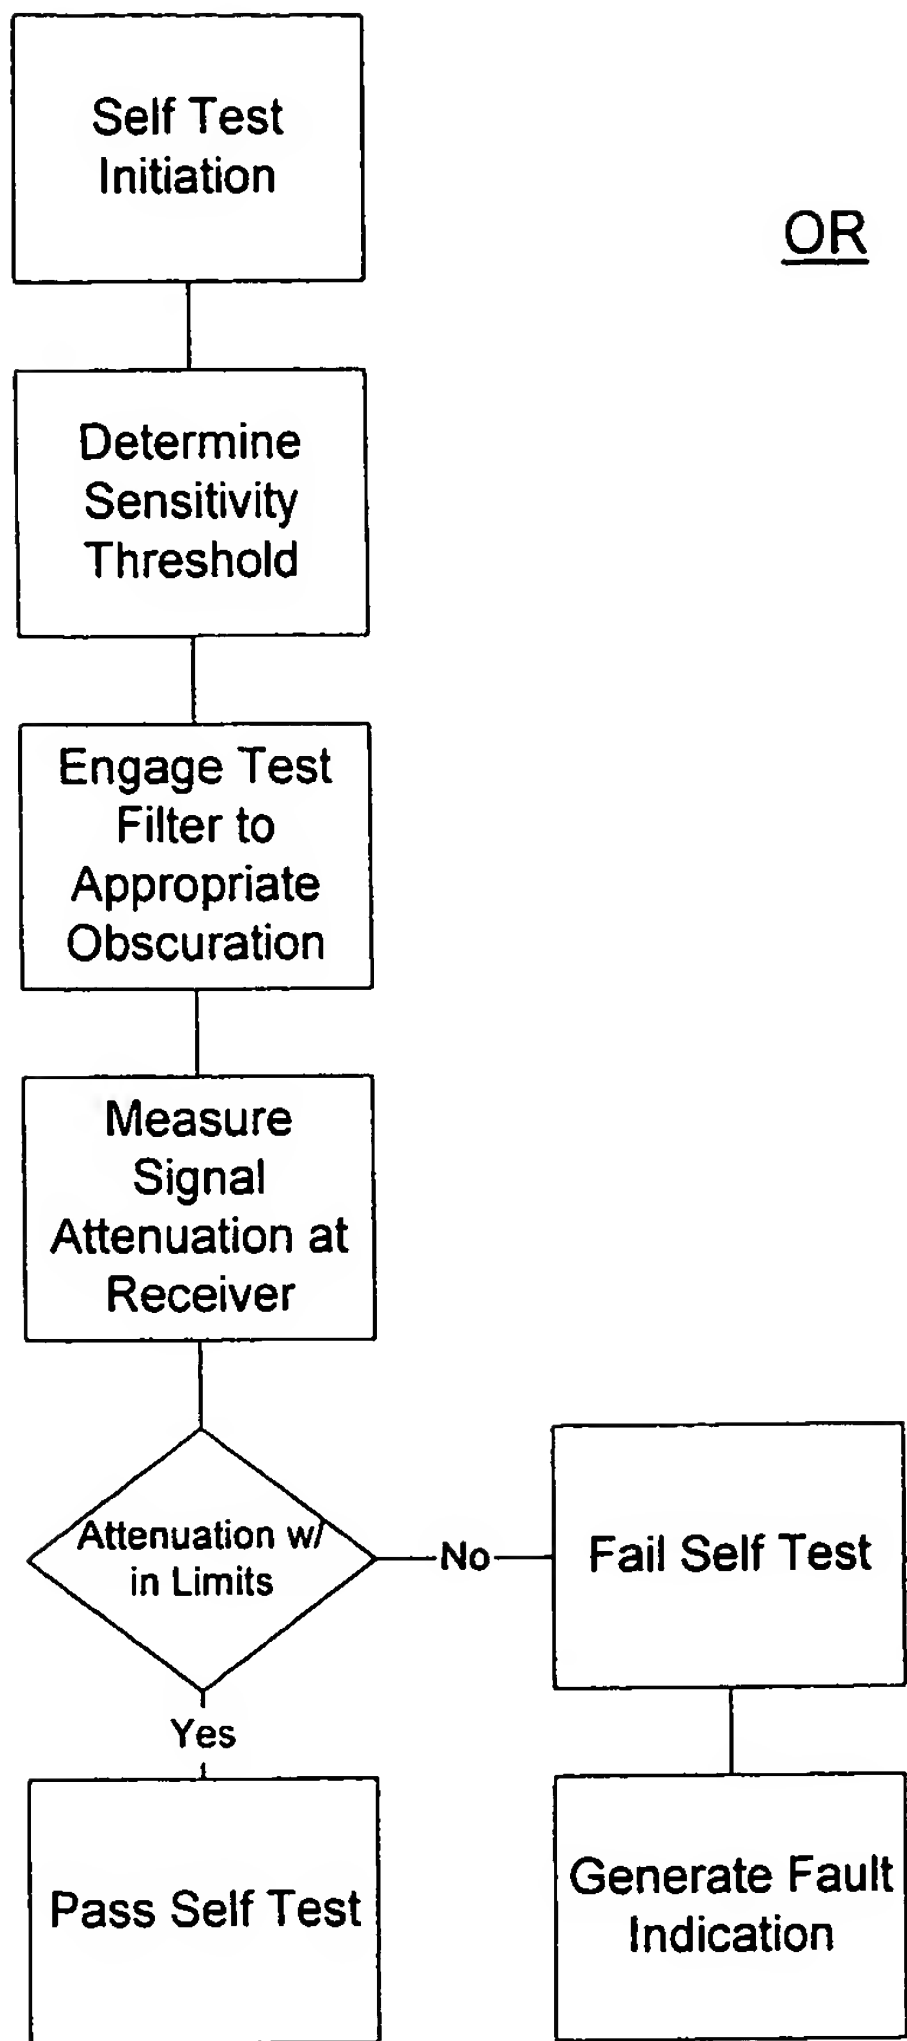 Self Test
Initiation
OR
Determine
Sensitivity
Threshold
Engage Test
Filter to
Appropriate
Obscuration
Measure
Signal
Attenuation at
Receiver
Attenuation w/
in Limits
No
Fail Self Test
Yes
Pass Self Test
Generate Fault
Indication